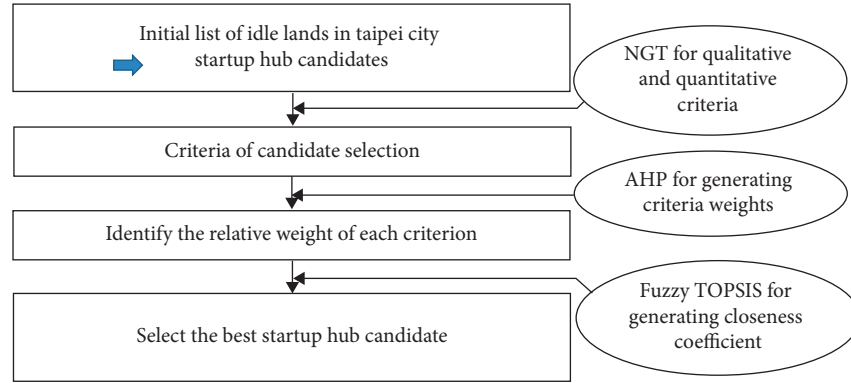 Initial list of idle lands in taipei city
startup hub candidates
NGT for qualitative
and quantitative
criteria
Criteria of candidate selection
AHP for generating
criteria weights
Identify the relative weight of each criterion
Fuzzy TOPSIS for
generating closeness
coefficient
Select the best startup hub candidate